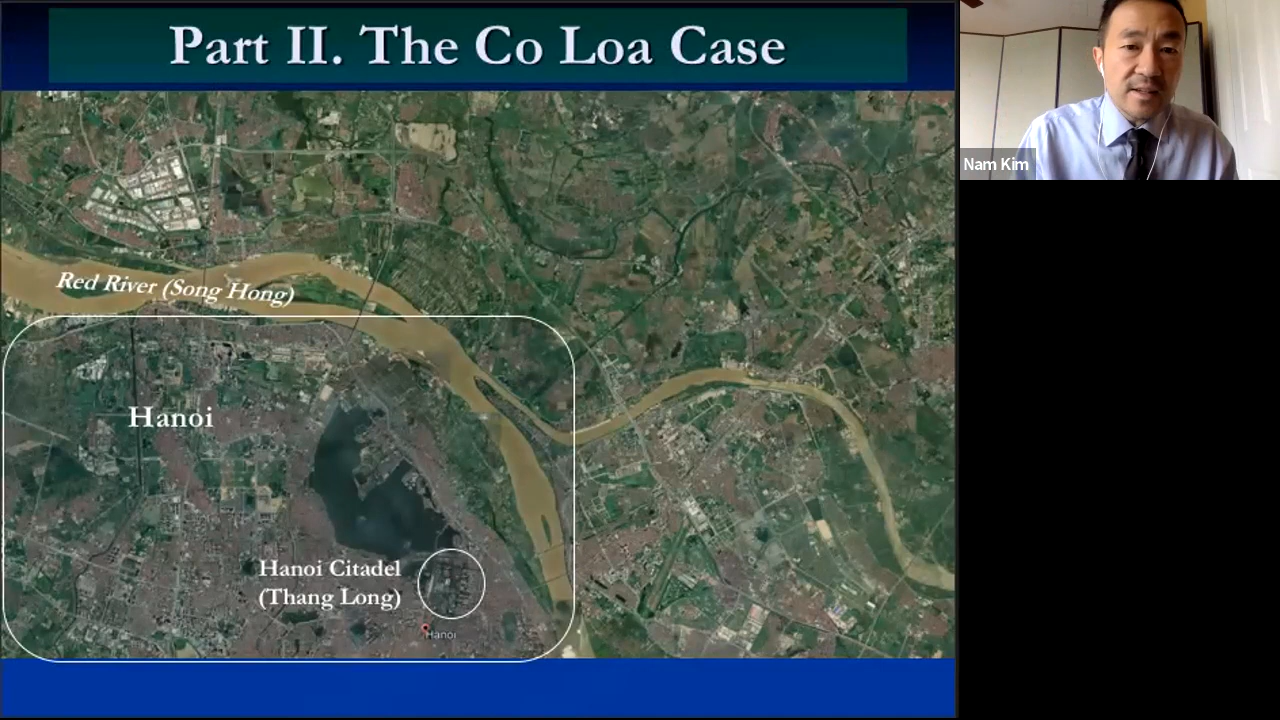 Part II. The Co Loa Case
Nam Kim
Red River (Song Hong)
Hanoi
Hanoi Citadel
(Thang Long)
Hanoi